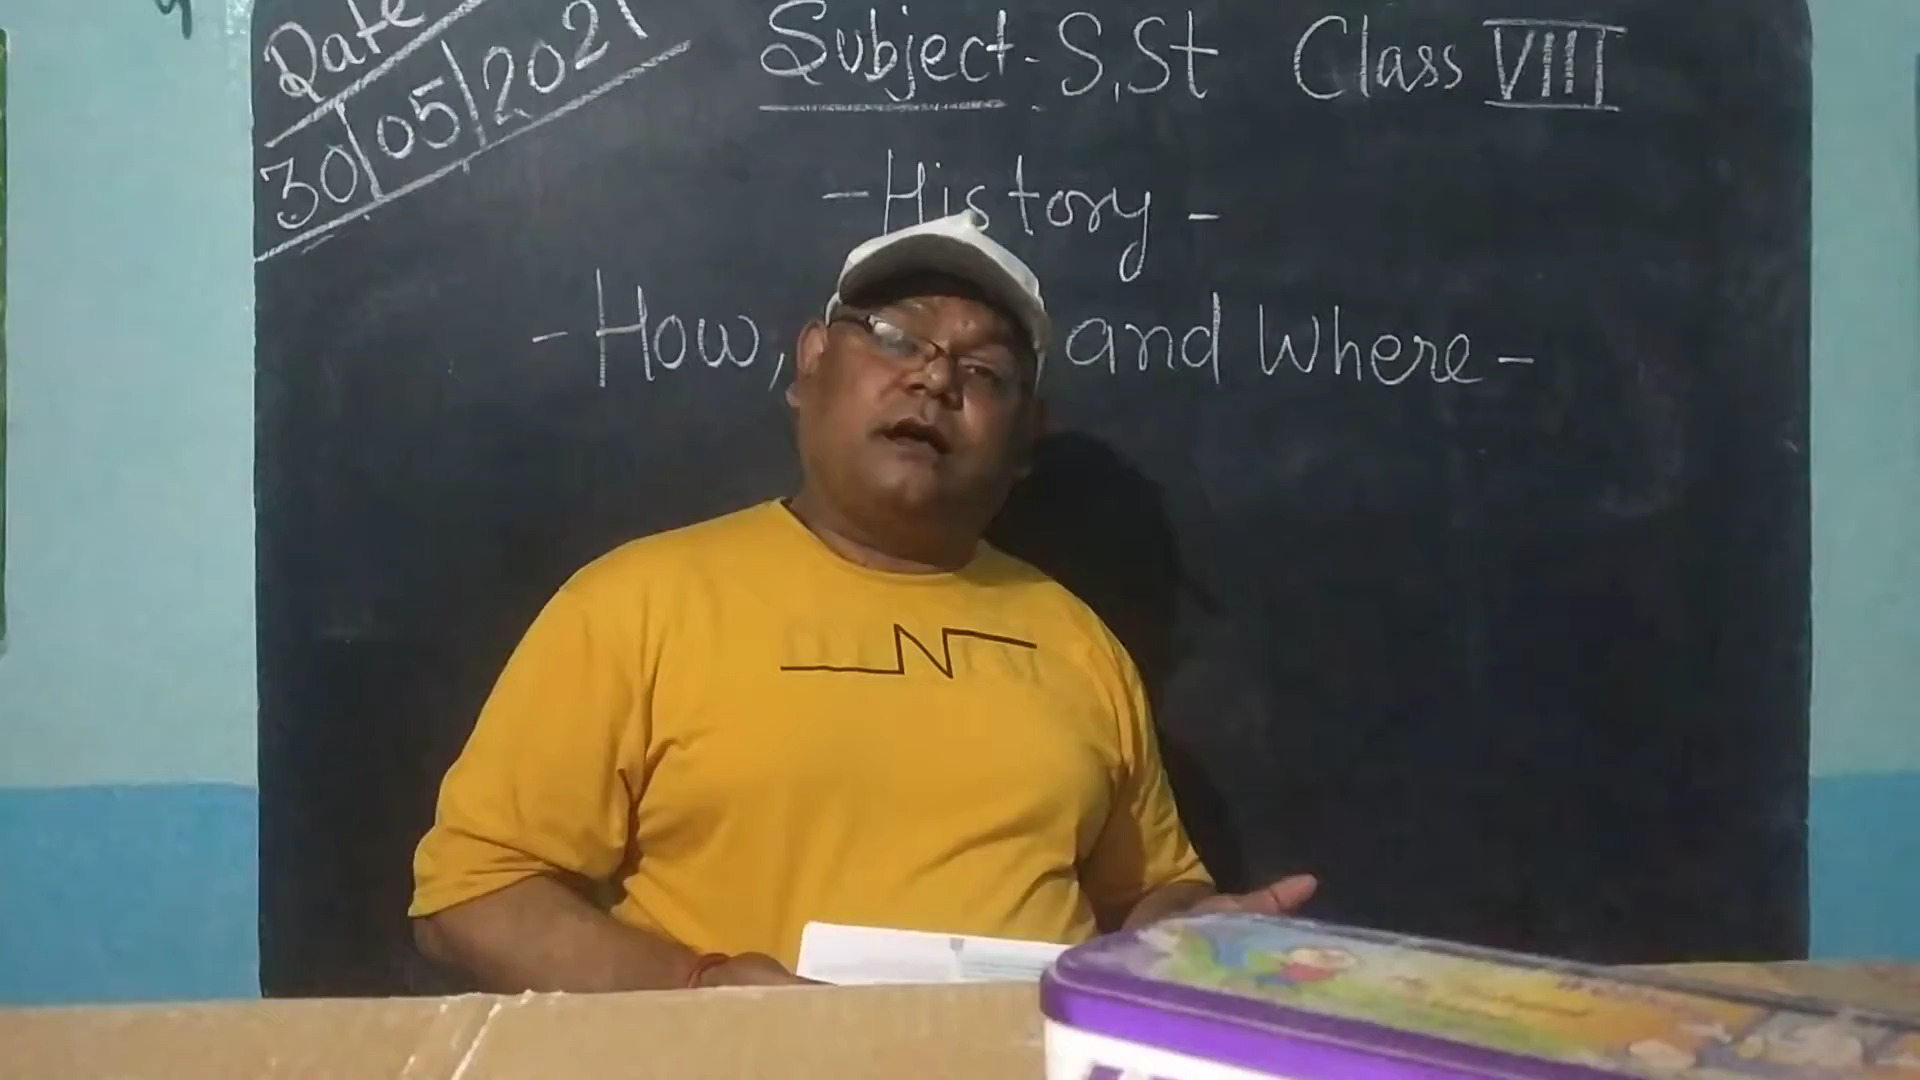 Date
30/05/2021
Subject:- S.St Class VIII
- History -
- How, and Where -